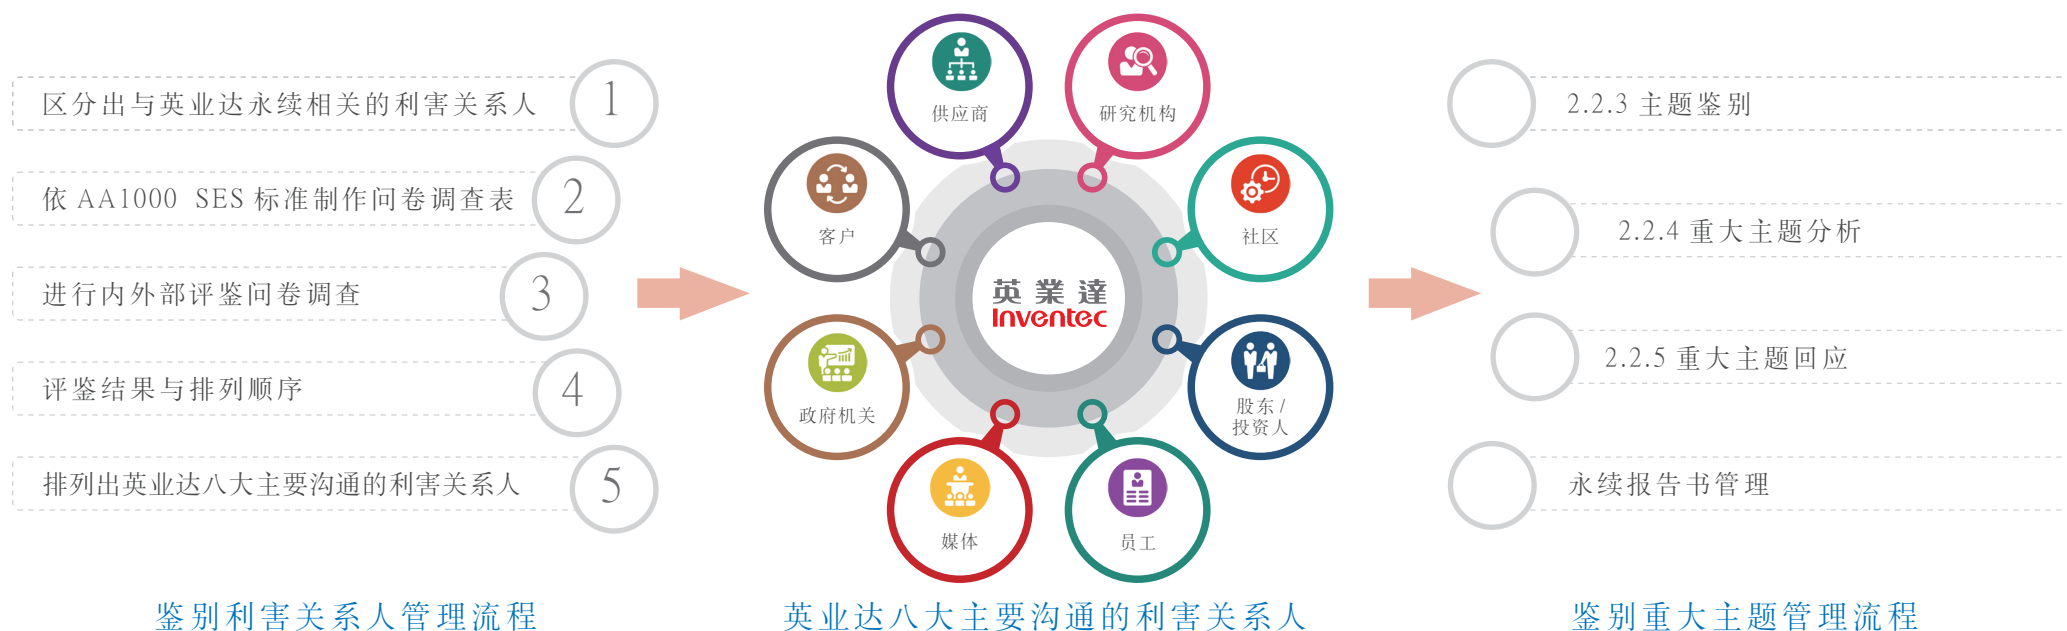 区分出与英业达永续相关的利害关系人
1
依 AA1000 SES 标准制作问卷调查表
2
进行内外部评鉴问卷调查
3
评鉴结果与排列顺序
4
排列出英业达八大主要沟通的利害关系人
5
鉴别利害关系人管理流程
供应商
研究机构
客户
社区
英業達
Inventec
政府机关
股东 /
投资人
媒体
员工
英业达八大主要沟通的利害关系人
2.2.3 主题鉴别
2.2.4 重大主题分析
2.2.5 重大主题回应
永续报告书管理
鉴别重大主题管理流程